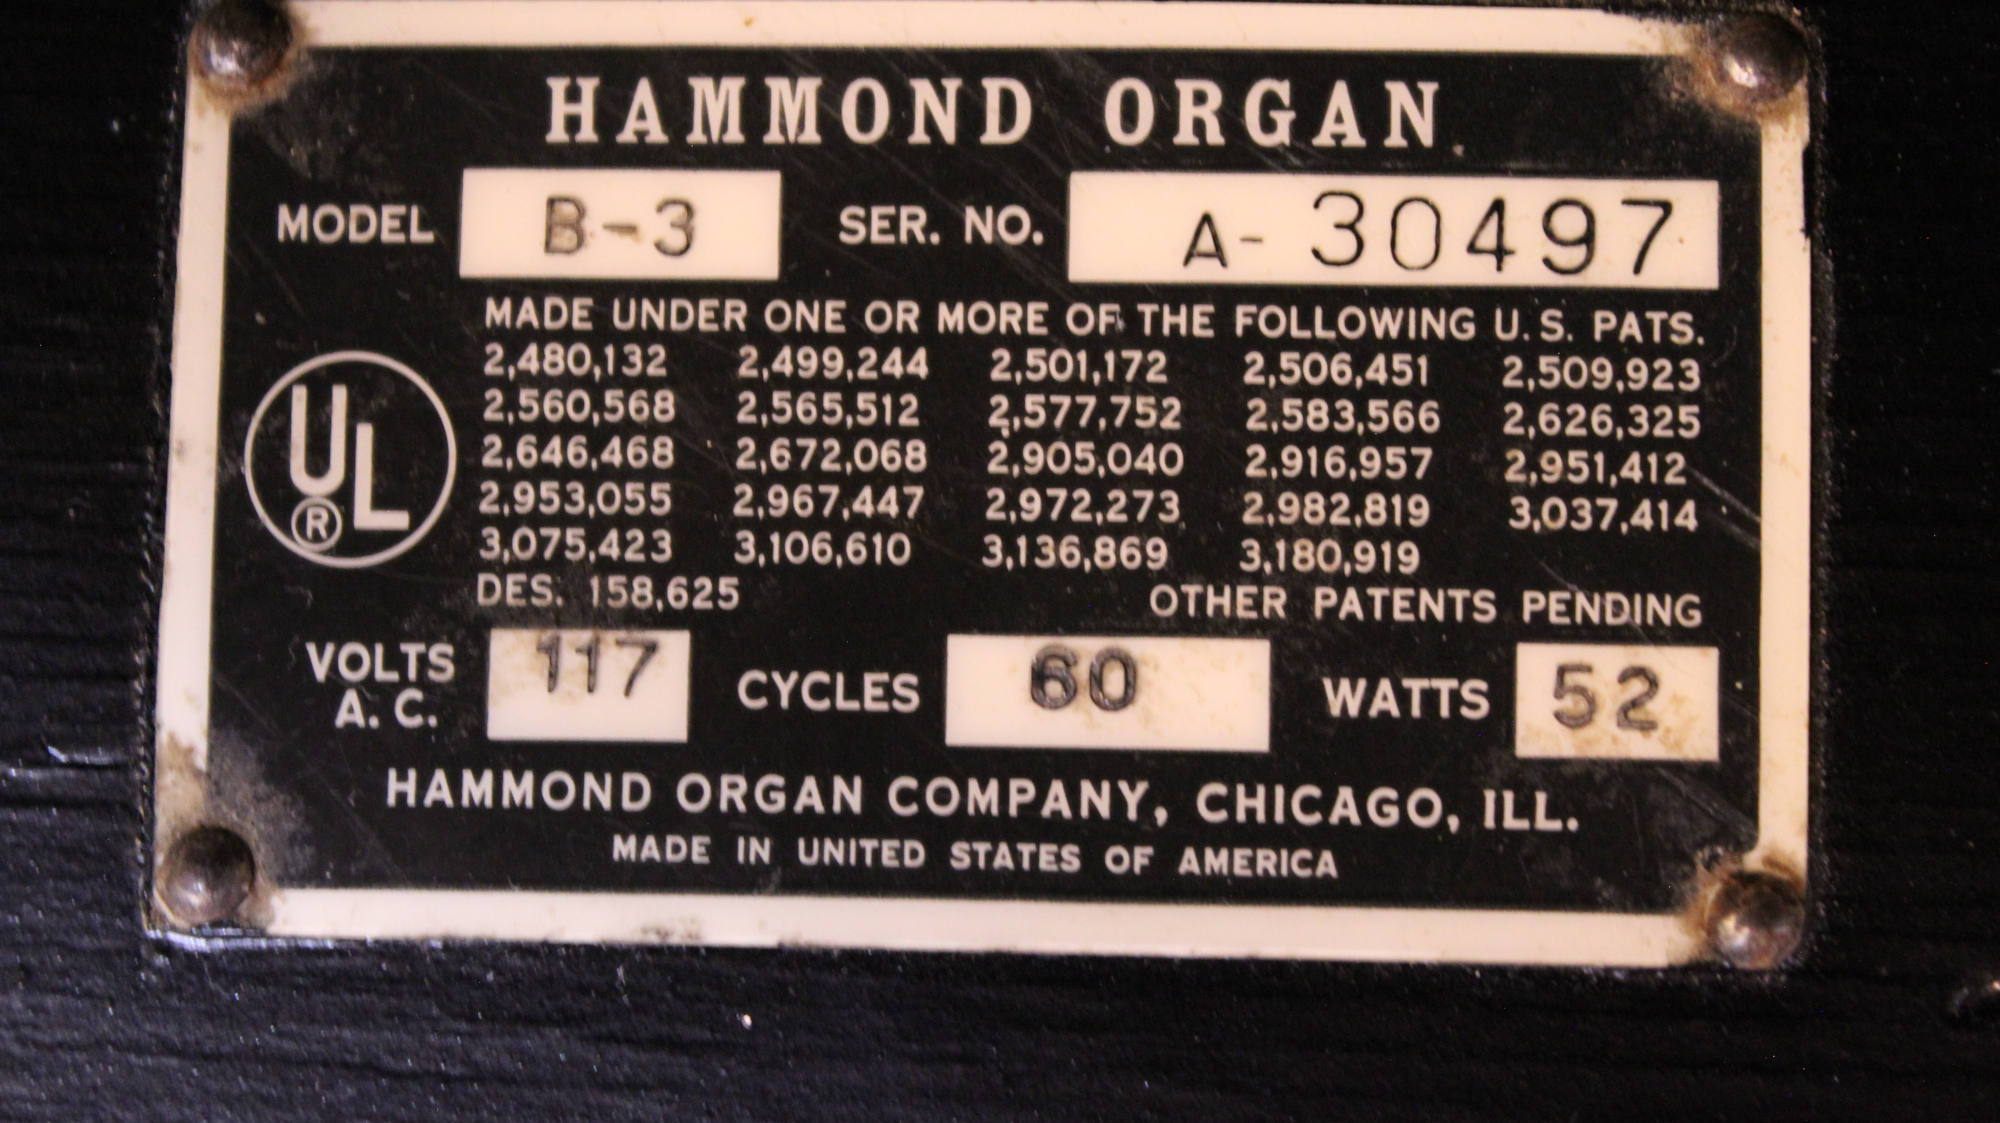 HAMMOND ORGAN
MODEL B-3 SER. NO. A-30497
MADE UNDER ONE OR MORE OF THE FOLLOWING U.S. PATS.
2,480,132 2,499,244 2,501,172 2,506,451 2,509,923
2,560,568 2,565,512 2,577,752 2,583,566 2,626,325
2,646,468 2,672,068 2,905,040 2,916,957 2,951,412
2,953,055 2,967,447 2,972,273 2,982,819 3,037,414
3,075,423 3,106,610 3,136,869 3,180,919
DES. 158,625 OTHER PATENTS PENDING
UL
®
VOLTS A.C. 117 CYCLES 60 WATTS 52
HAMMOND ORGAN COMPANY, CHICAGO, ILL.
MADE IN UNITED STATES OF AMERICA